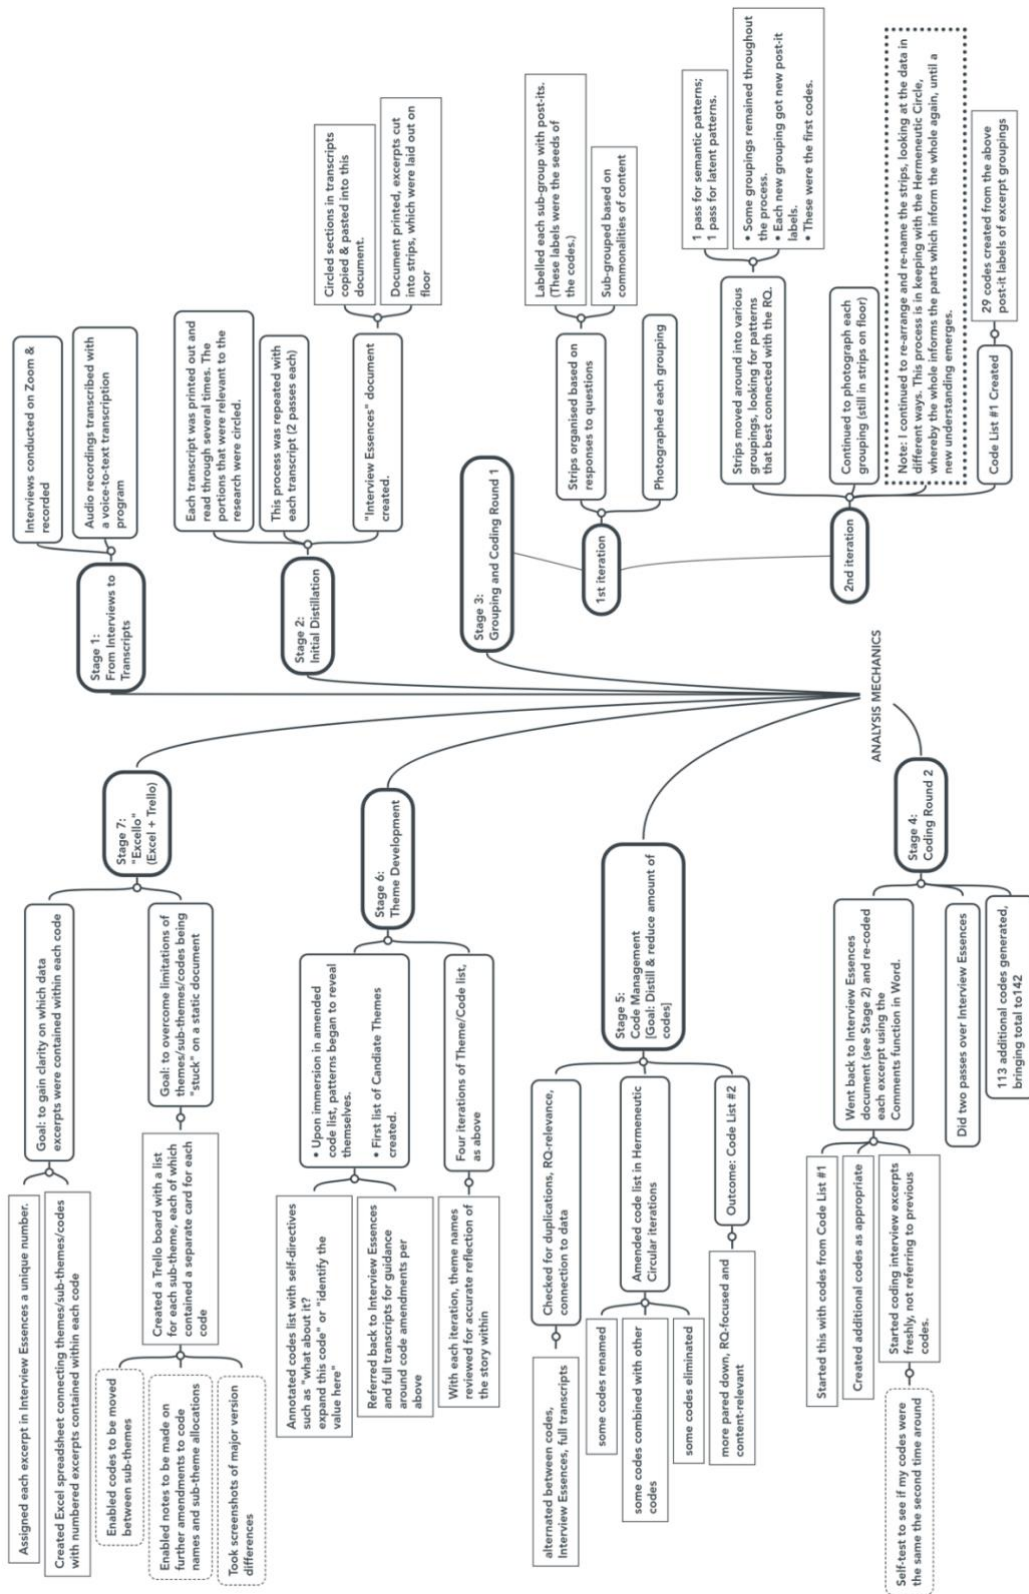 ANALYSIS MECHANICS
Stage 1:
From Interviews to
Transcripts
Interviews conducted on Zoom &
recorded
Audio recordings transcribed with
a voice-to-text transcription
program
Stage 2:
Initial Distillation
Each transcript was printed out and
read through several times. The
portions that were relevant to the
research were circled.
This process was repeated with
each transcript (2 passes each)
"Interview Essences" document
created.
Circled sections in transcripts
copied & pasted into this
document.
Document printed, excerpts cut
into strips, which were laid out on
floor
Stage 3:
Grouping and Coding Round 1
1st iteration
Strips organised based on
responses to questions
Labelled each sub-group with post-its.
(These labels were the seeds of
the codes.)
Sub-grouped based on
commonalities of content
Photographed each grouping
2nd iteration
Strips moved around into various
groupings, looking for patterns
that best connected with the RQ.
1 pass for semantic patterns;
1 pass for latent patterns.
• Some groupings remained throughout
the process.
• Each new grouping got new post-it
labels.
• These were the first codes.
Continued to photograph each
grouping (still in strips on floor)
Note: I continued to re-arrange and re-name the strips, looking at the data in
different ways. This process is in keeping with the Hermeneutic Circle,
whereby the whole informs the parts which inform the whole again, until a
new understanding emerges.
Code List #1 Created
29 codes created from the above
post-it labels of excerpt groupings
Stage 4:
Coding Round 2
Went back to Interview Essences
document (see Stage 2) and re-coded
each excerpt using the
Comments function in Word.
Started this with codes from Code List #1
Created additional codes as appropriate
Started coding interview excerpts
freshly, not referring to previous
codes.
Self-test to see if my codes were
the same the second time around
Did two passes over Interview Essences
113 additional codes generated,
bringing total to142
Stage 5:
Code Management
[Goal: Distill & reduce amount of
codes]
Checked for duplications, RQ-relevance,
connection to data
alternated between codes,
Interview Essences, full transcripts
Amended code list in Hermeneutic
Circular iterations
some codes renamed
some codes combined with other
codes
some codes eliminated
Outcome: Code List #2
more pared down, RQ-focused and
content-relevant
Stage 6:
Theme Development
• Upon immersion in amended
code list, patterns began to reveal
themselves.
• First list of Candiate Themes
created.
Annotated codes list with self-directives
such as "what about it?
expand this code" or "identify the
value here"
Referred back to Interview Essences
and full transcripts for guidance
around code amendments per
above
Four iterations of Theme/Code list,
as above
With each iteration, theme names
reviewed for accurate reflection of
the story within
Stage 7:
"Excello"
(Excel + Trello)
Goal: to gain clarity on which data
excerpts were contained within each code
Assigned each excerpt in Interview Essences a unique number.
Created Excel spreadsheet connecting themes/sub-themes/codes
with numbered excerpts contained within each code
Goal: to overcome limitations of
themes/sub-themes/codes being
"stuck" on a static document
Created a Trello board with a list
for each sub-theme, each of which
contained a separate card for each
code
Enabled codes to be moved
between sub-themes
Enabled notes to be made on
further amendments to code
names and sub-theme allocations
Took screenshots of major version
differences